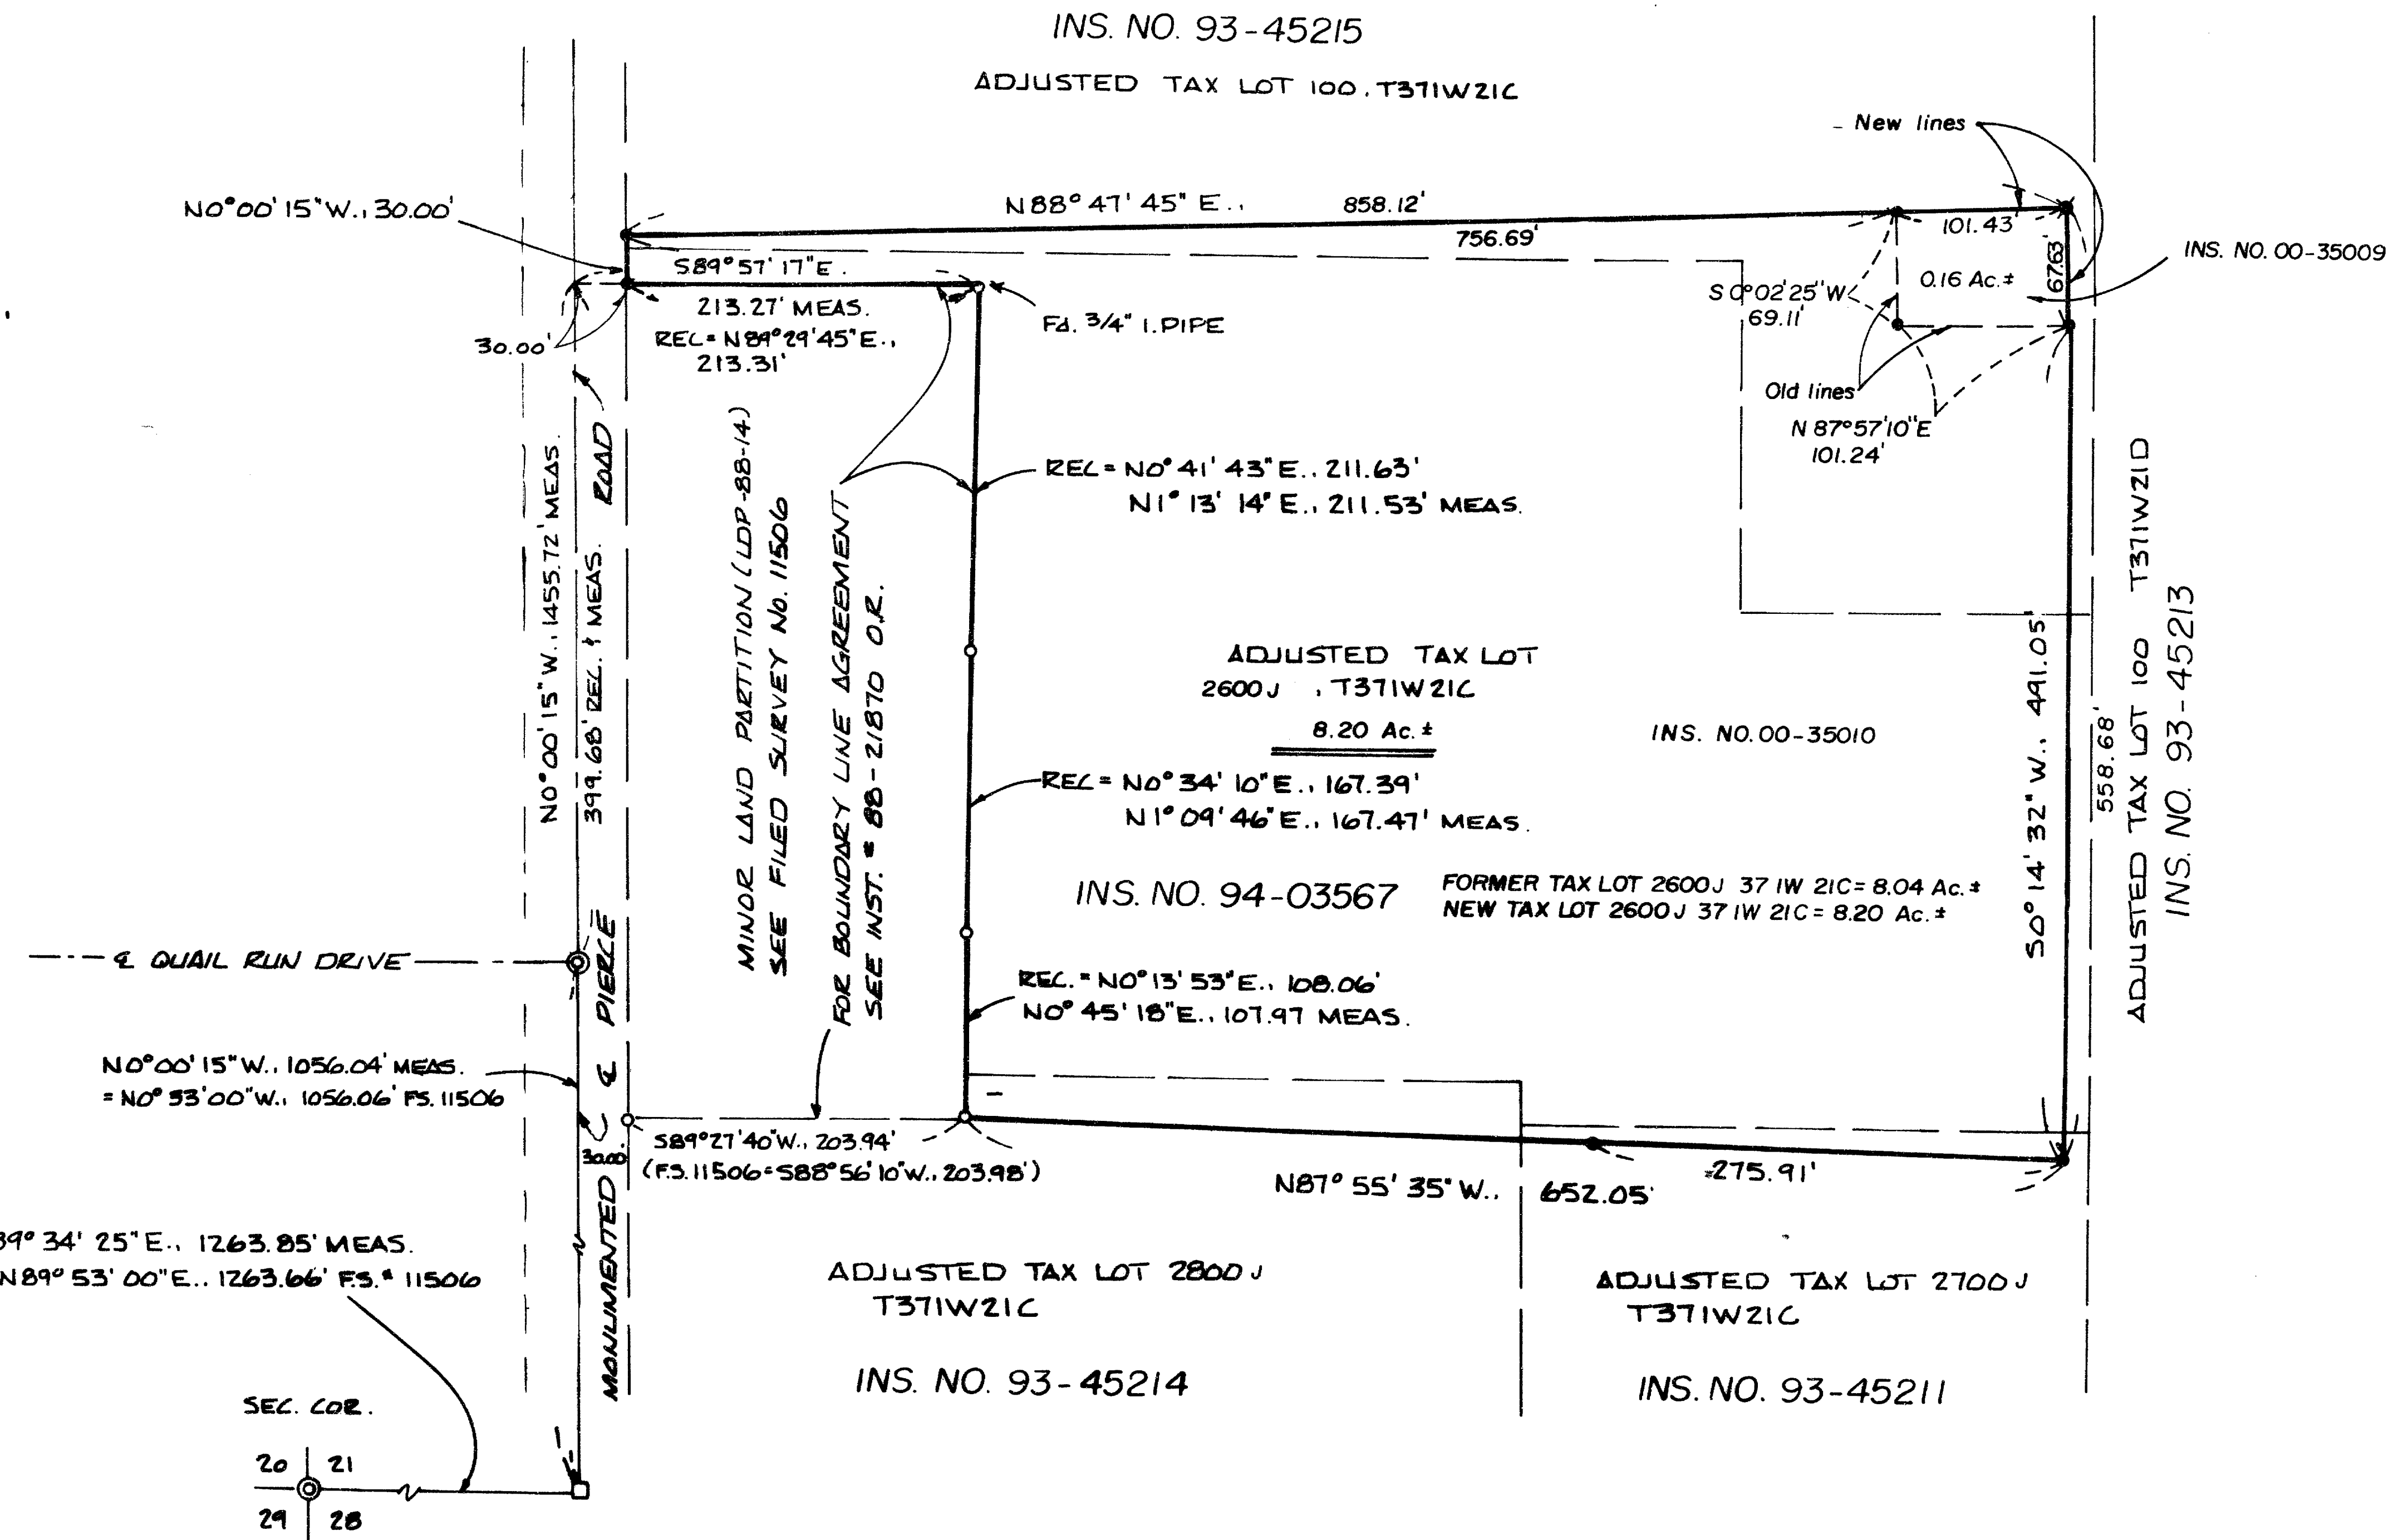 INS. NO. 93-45215
ADJUSTED TAX LOT 100, T371W21C
New lines
N0°00'15"W., 30.00'
N88°47'45"E., 858.12'
756.69'
101.43'
67.63'
INS. NO. 00-35009
S89°57'17"E.
213.27' MEAS.
REC=N89°29'45"E.,
213.31'
Fd. 3/4" I. PIPE
S0°02'25"W
69.11'
0.16 Ac.±
30.00'
Old lines
N87°57'10"E
101.24'
N0°00'15"W., 1455.72' MEAS.
399.68' REC. & MEAS.
MONUMENTED ℄ PIERCE ROAD
MINOR LAND PARTITION (LDP-88-14)
SEE FILED SURVEY No. 11506
FOR BOUNDARY LINE AGREEMENT
SEE INST. # 88-21870 O.R.
REC=N0°41'43"E., 211.63'
N1°13'14"E., 211.53' MEAS.
ADJUSTED TAX LOT
2600J , T371W21C
8.20 Ac.±
INS. NO. 00-35010
REC=N0°34'10"E., 167.39'
N1°09'46"E., 167.47' MEAS.
INS. NO. 94-03567
FORMER TAX LOT 2600J 37 1W 21C= 8.04 Ac.±
NEW TAX LOT 2600J 37 1W 21C= 8.20 Ac.±
S0°14'32"W., 491.05'
558.68'
ADJUSTED TAX LOT 100 T371W21D
INS. NO. 93-45213
℄ QUAIL RUN DRIVE
REC.=N0°13'53"E., 108.06'
N0°45'18"E., 107.97 MEAS.
N0°00'15"W., 1056.04' MEAS.
=N0°53'00"W., 1056.06' F.S. 11506
30.00'
S89°27'40"W., 203.94'
(F.S. 11506=S88°56'10"W., 203.98')
N87°55'35"W., 652.05'
275.91'
39°34'25"E., 1263.85' MEAS.
N89°53'00"E., 1263.66' F.S.# 11506
ADJUSTED TAX LOT 2800J
T371W21C
INS. NO. 93-45214
ADJUSTED TAX LOT 2700J
T371W21C
INS. NO. 93-45211
SEC. COR.
20 21
29 28